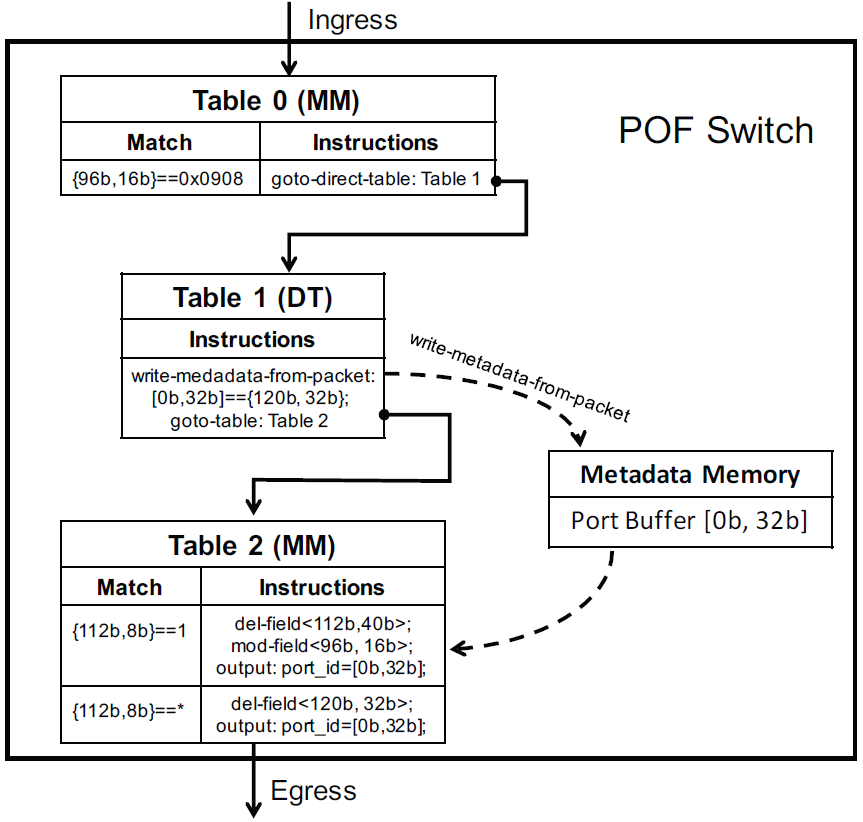 Ingress
POF Switch
Table 0 (MM)
Match
Instructions
{96b,16b}==0x0908
goto-direct-table: Table 1
Table 1 (DT)
Instructions
write-medadata-from-packet:
[0b,32b]=={120b, 32b};
goto-table: Table 2
write-metadata-from-packet
Metadata Memory
Port Buffer [0b, 32b]
Table 2 (MM)
Match
Instructions
{112b,8b}==1
del-field<112b,40b>;
mod-field<96b, 16b>;
output: port_id=[0b,32b];
{112b,8b}==*
del-field<120b, 32b>;
output: port_id=[0b,32b];
Egress